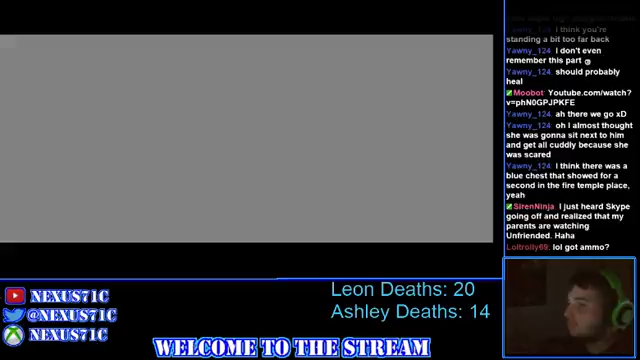 Yawny_124: I think you're
standing a bit too far back
Yawny_124: I don't even
remember this part
Yawny_124: should probably
heal
Moobot: Youtube.com/watch?
v=phN0GPJPKFE
Yawny_124: ah there we go xD
Yawny_124: oh I almost thought
she was gonna sit next to him
and get all cuddly because she
was scared
Yawny_124: I think there was a
blue chest that showed for a
second in the fire temple place,
yeah
SirenNinja: I just heard Skype
going off and realized that my
parents are watching
Unfriended. Haha
Loltrolly69: lol got ammo?
Leon Deaths: 20
Ashley Deaths: 14
NEXUS71C
@NEXUS71C
NEXUS71C
WELCOME TO THE STREAM